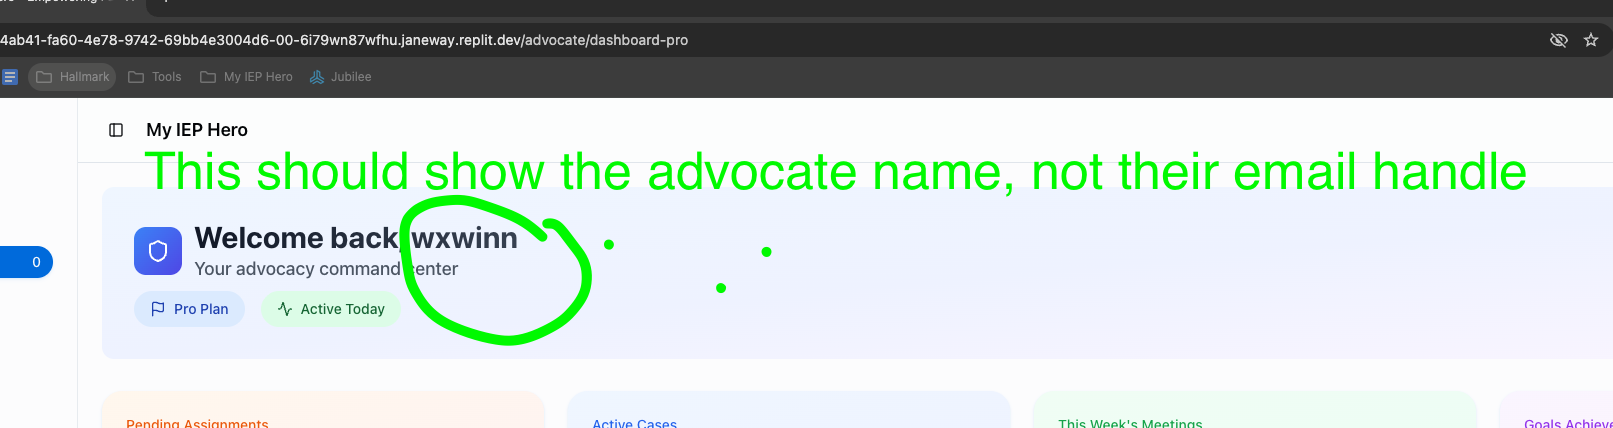 4ab41-fa60-4e78-9742-69bb4e3004d6-00-6i79wn87wfhu.janeway.replit.dev/advocate/dashboard-pro
Hallmark Tools My IEP Hero Jubilee
My IEP Hero
This should show the advocate name, not their email handle
Welcome back, wxwinn
Your advocacy command center
0
Pro Plan Active Today
Pending Assignments Active Cases This Week's Meetings Goals Achieve